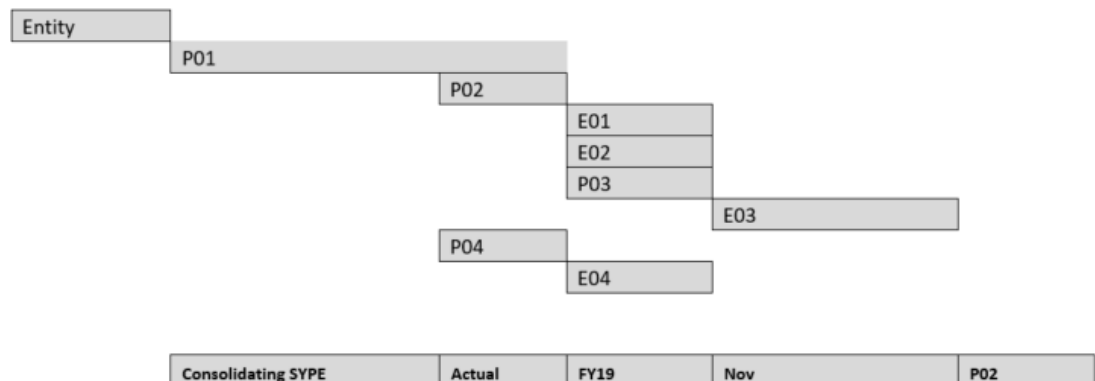 Entity
P01
P02
E01
E02
P03
E03
P04
E04
Consolidating SYPE Actual FY19 Nov P02